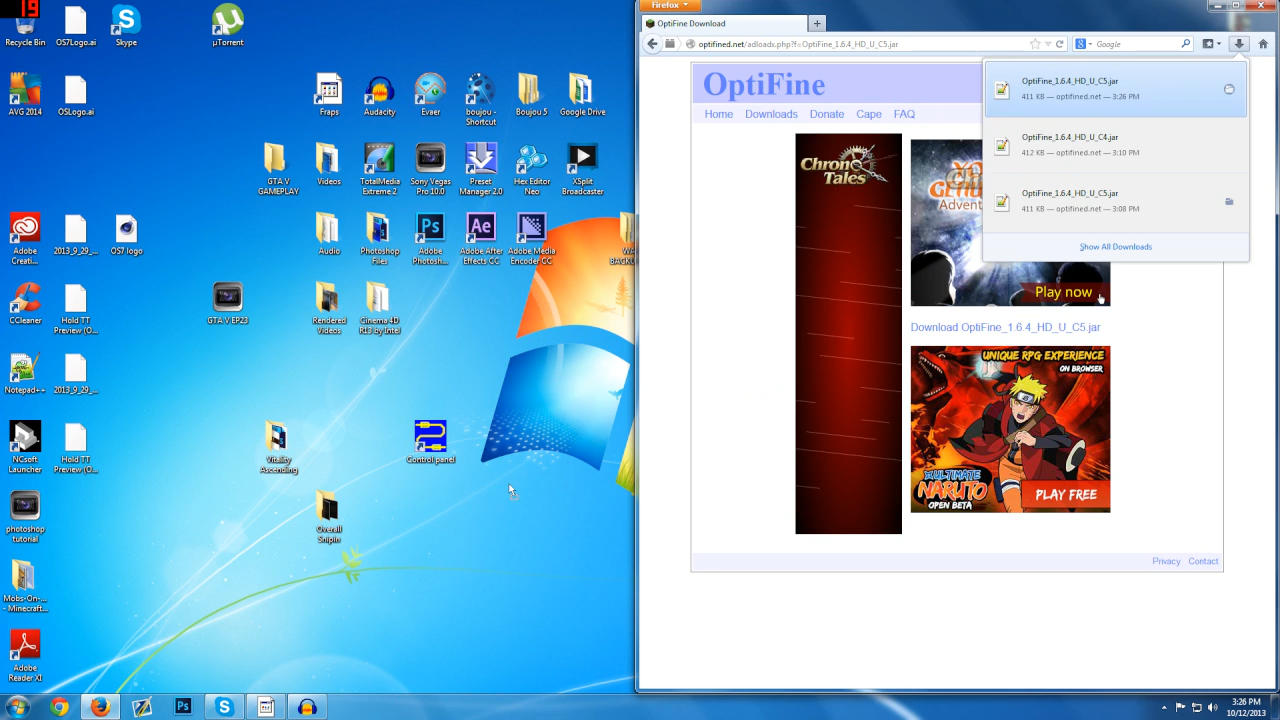 19
Recycle Bin
OS7Logo.ai
Skype
µTorrent
AVG 2014
OSLogo.ai
Fraps
Audacity
Evaer
boujou - Shortcut
Boujou 5
Google Drive
GTA V GAMEPLAY
Videos
TotalMedia Extreme 2
Sony Vegas Pro 10.0
Preset Manager 2.0
Hex Editor Neo
XSplit Broadcaster
Adobe Creati...
2013_9_29_...
OS7 logo
Audio
Photoshop Files
Adobe Photosh...
Adobe After Effects CC
Adobe Media Encoder CC
CCleaner
Hold TT Preview (O...
GTA V EP23
Rendered Videos
Cinema 4D R13 by Intel
Notepad++
2013_9_29_...
NCsoft Launcher
Hold TT Preview (O...
Vitality Ascending
Control panel
photoshop tutorial
Overall Snipin
Mobs-On-... - Minecraft...
Adobe Reader XI
Firefox
OptiFine Download
optifined.net/adloadx.php?f=OptiFine_1.6.4_HD_U_C5.jar
Google
OptiFine
Home Downloads Donate Cape FAQ
OptiFine_1.6.4_HD_U_C5.jar
411 KB — optifined.net — 3:26 PM
OptiFine_1.6.4_HD_U_C4.jar
412 KB — optifined.net — 3:10 PM
OptiFine_1.6.4_HD_U_C5.jar
411 KB — optifined.net — 3:08 PM
Show All Downloads
Chrono Tales
Play now
Download OptiFine_1.6.4_HD_U_C5.jar
UNIQUE RPG EXPERIENCE
ON BROWSER
ULTIMATE
NARUTO
OPEN BETA
PLAY FREE
Privacy Contact
3:26 PM
10/12/2013